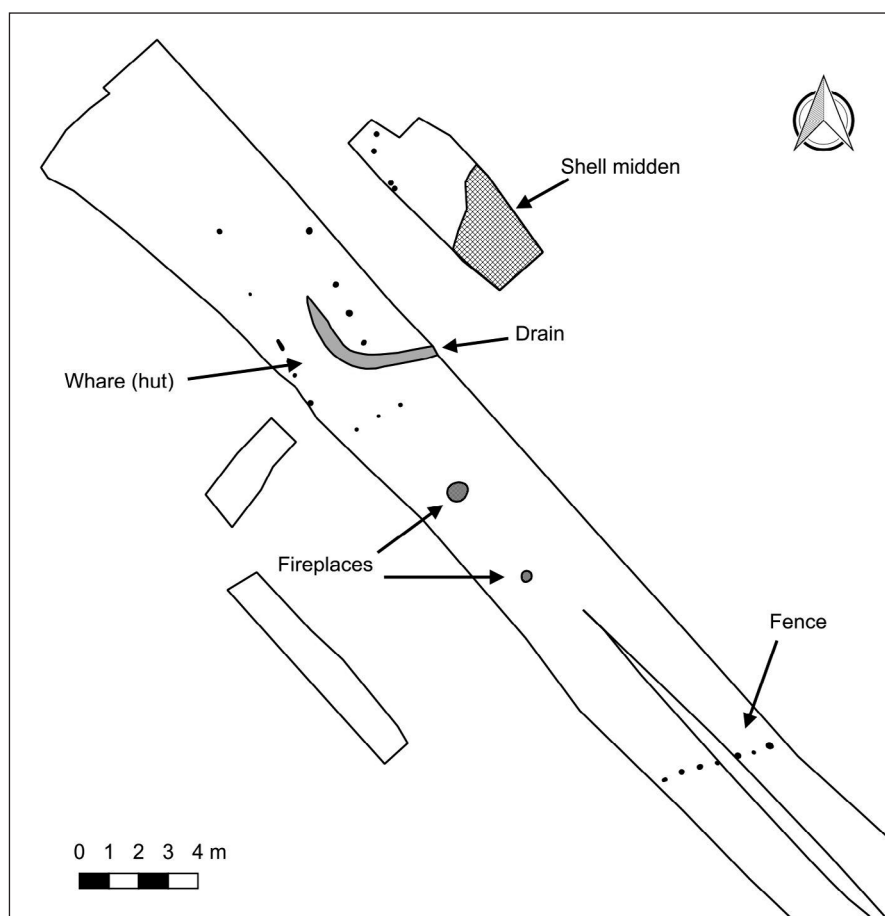 Shell midden
Drain
Whare (hut)
Fireplaces
Fence
0 1 2 3 4 m